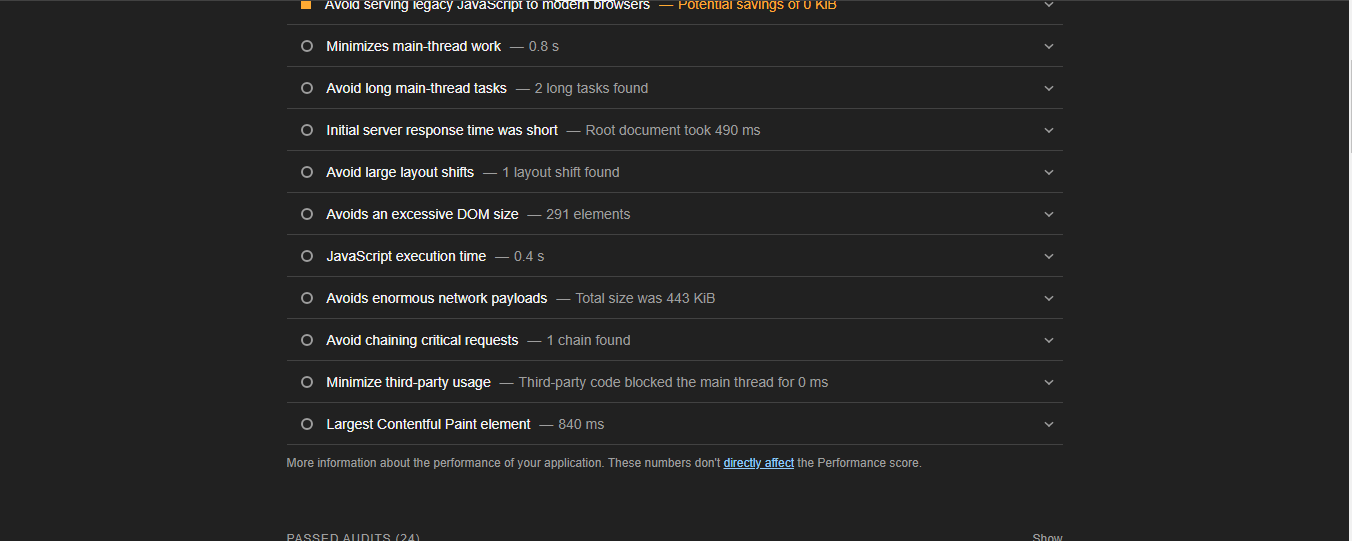 Avoid serving legacy JavaScript to modern browsers — Potential savings of 0 KiB
Minimizes main-thread work — 0.8 s
Avoid long main-thread tasks — 2 long tasks found
Initial server response time was short — Root document took 490 ms
Avoid large layout shifts — 1 layout shift found
Avoids an excessive DOM size — 291 elements
JavaScript execution time — 0.4 s
Avoids enormous network payloads — Total size was 443 KiB
Avoid chaining critical requests — 1 chain found
Minimize third-party usage — Third-party code blocked the main thread for 0 ms
Largest Contentful Paint element — 840 ms
More information about the performance of your application. These numbers don't directly affect the Performance score.
PASSED AUDITS (24) Show